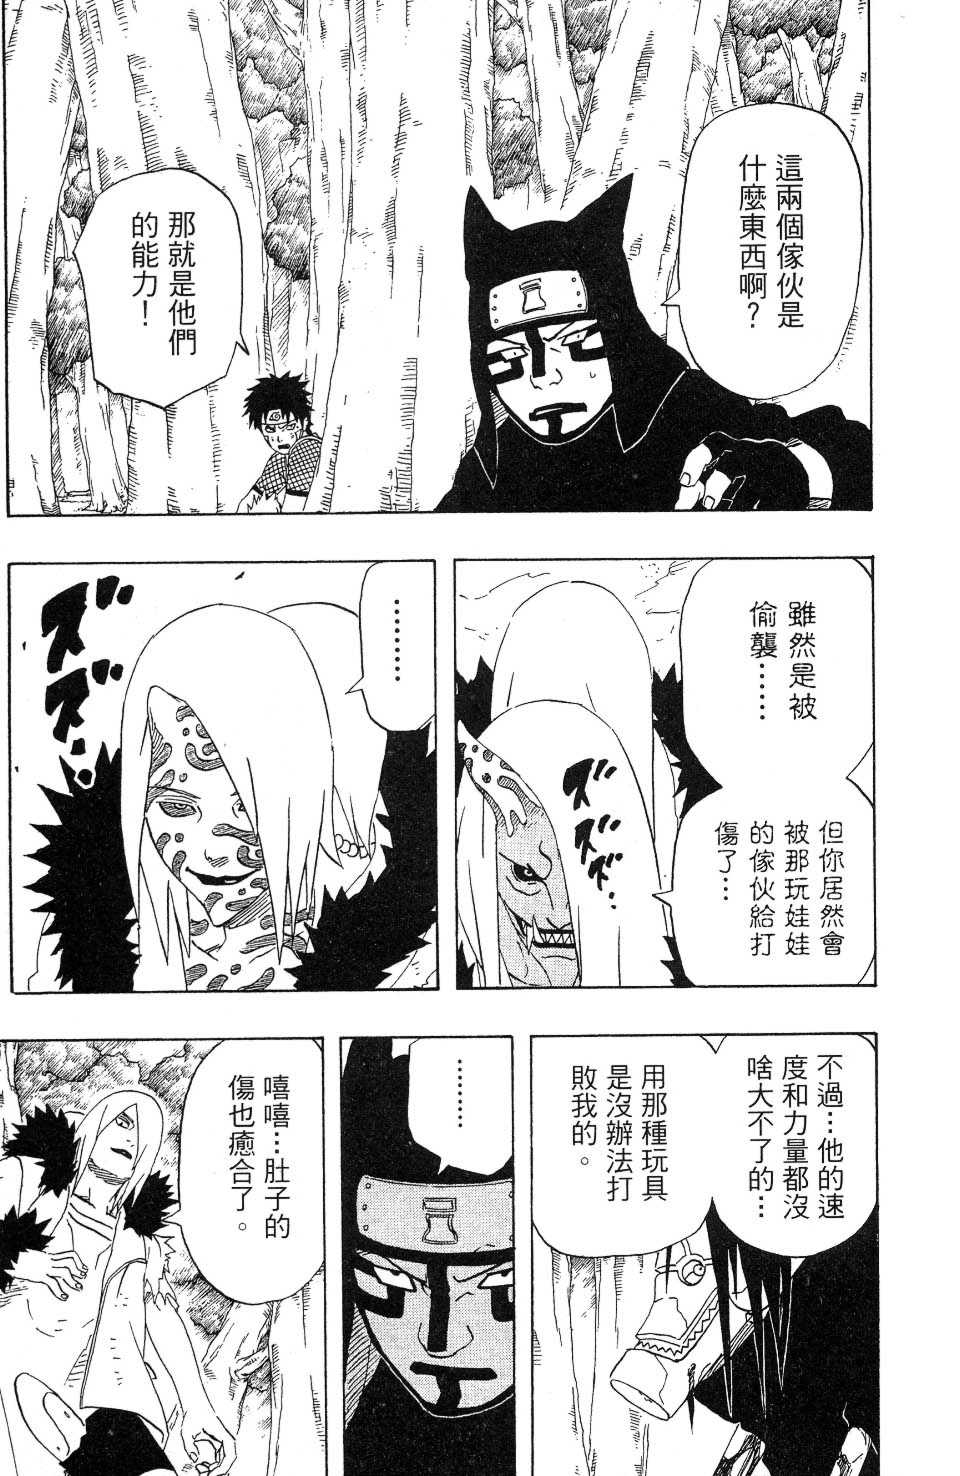 這兩個傢伙是
什麼東西啊?
那就是他們
的能力!
雖然是被
偷襲……
但你居然會
被那玩娃娃
的傢伙給打
傷了…
ズズズ
………
ズズズ
不過…他的速
度和力量都沒
啥大不了的…
用那種玩具
是沒辦法打
敗我的。
………
嘻嘻…肚子的
傷也癒合了。